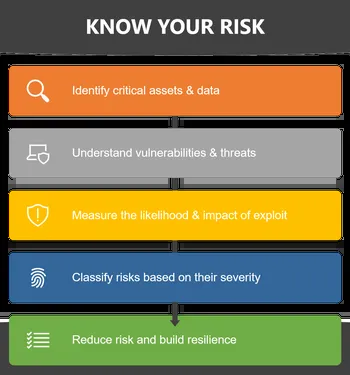 KNOW YOUR RISK
Identify critical assets & data
Understand vulnerabilities & threats
Measure the likelihood & impact of exploit
Classify risks based on their severity
Reduce risk and build resilience